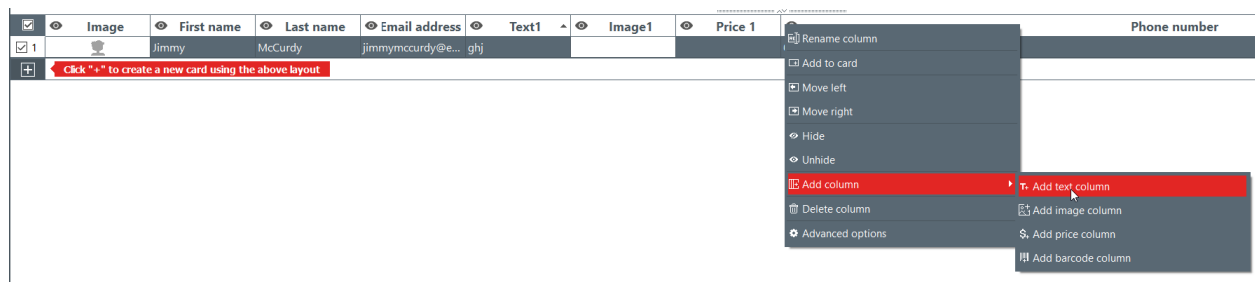 Image First name Last name Email address Text1 Image1 Price 1 Phone number
1 Jimmy McCurdy jimmymccurdy@e... ghj
Click "+" to create a new card using the above layout
Rename column
Add to card
Move left
Move right
Hide
Unhide
Add column
Delete column
Advanced options
Add text column
Add image column
Add price column
Add barcode column